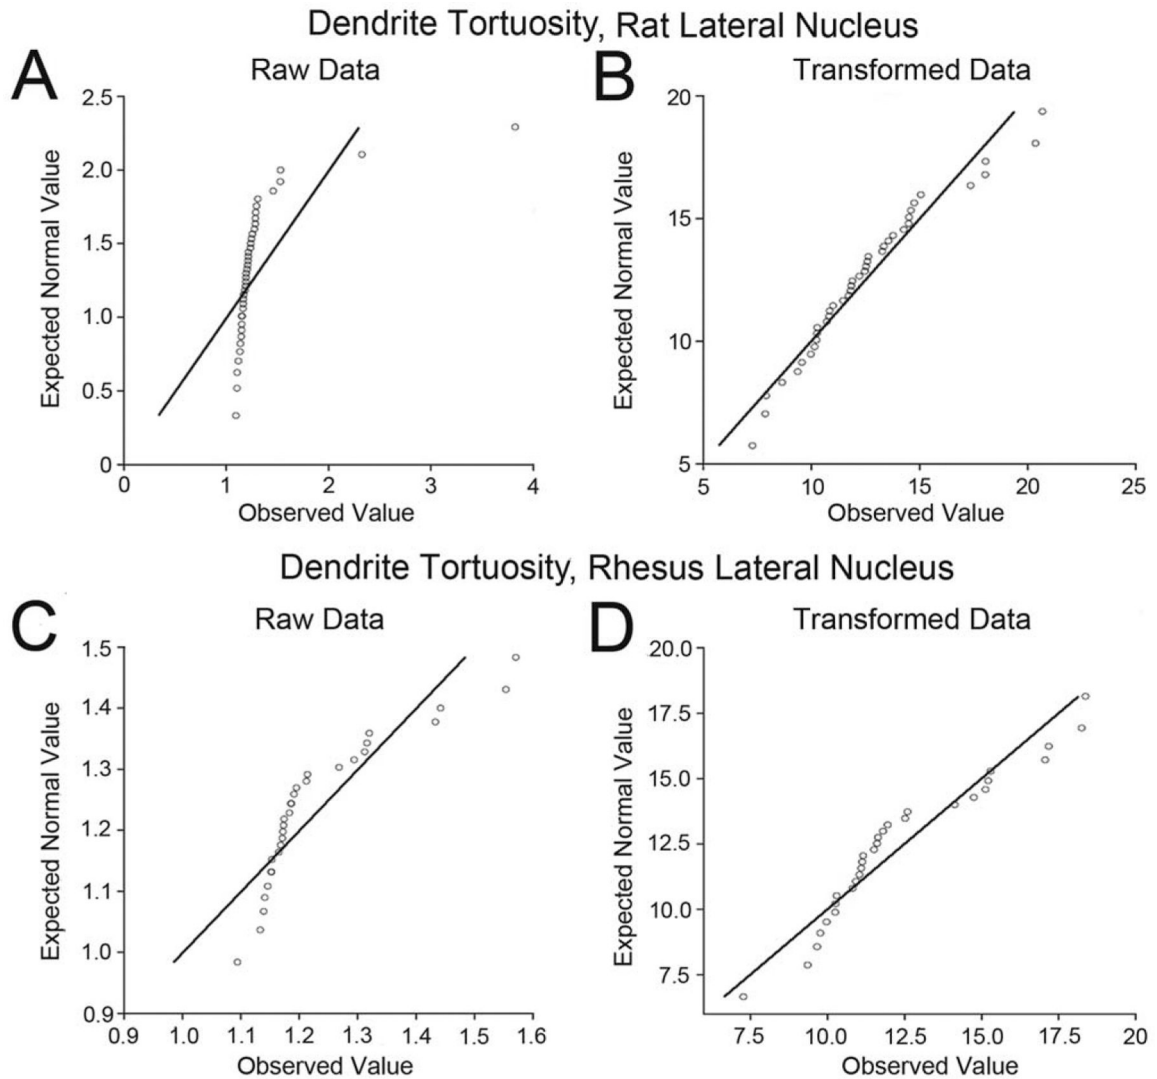 Dendrite Tortuosity, Rat Lateral Nucleus
A
Raw Data
Expected Normal Value
2.5
2.0
1.5
1.0
0.5
0
0
1
2
3
4
Observed Value
B
Transformed Data
Expected Normal Value
20
15
10
5
5
10
15
20
25
Observed Value
Dendrite Tortuosity, Rhesus Lateral Nucleus
C
Raw Data
Expected Normal Value
1.5
1.4
1.3
1.2
1.1
1.0
0.9
0.9
1.0
1.1
1.2
1.3
1.4
1.5
1.6
Observed Value
D
Transformed Data
Expected Normal Value
20.0
17.5
15.0
12.5
10.0
7.5
7.5
10.0
12.5
15.0
17.5
20
Observed Value